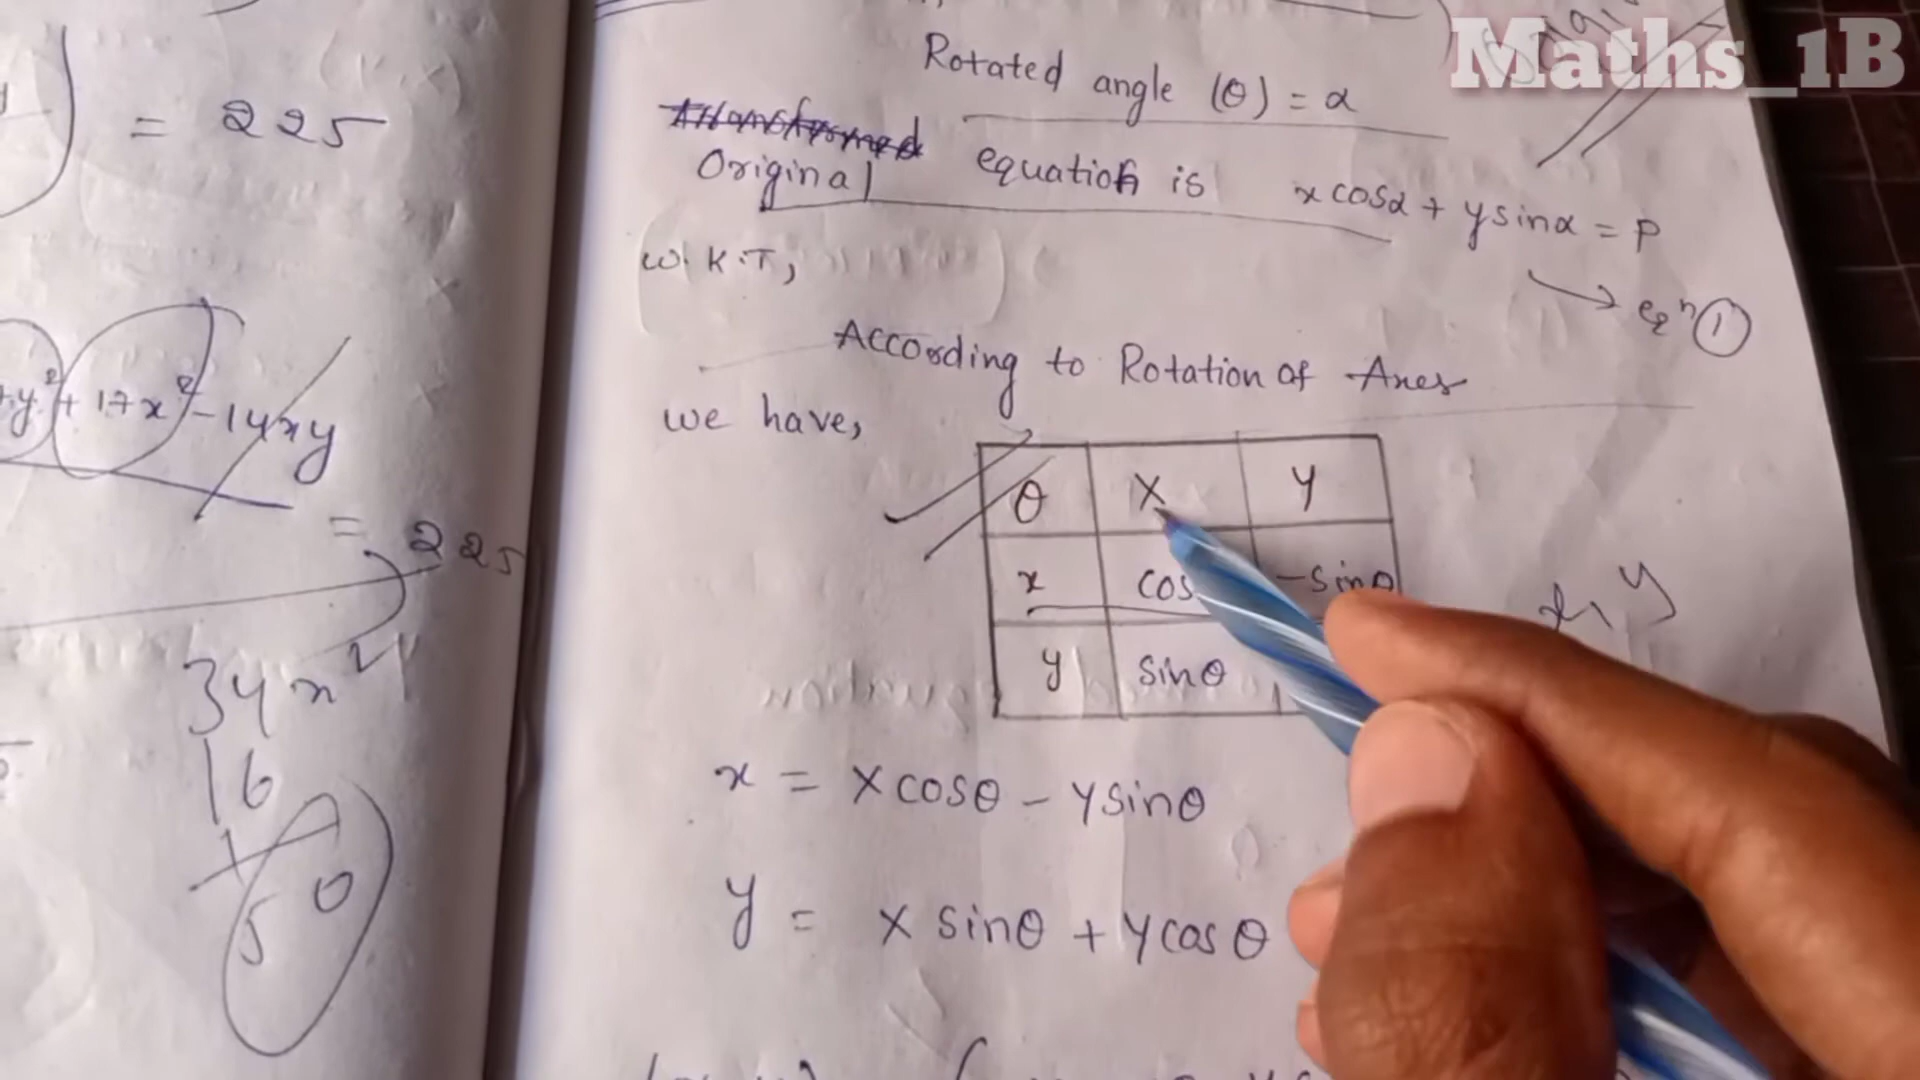 Maths_1B
= 225
+ 17x² - 14xy
= 225
34x
16
50
Rotated angle (θ) = α
Original equation is x cosα + y sinα = P
→ eqⁿ ①
W.K.T,
According to Rotation of Axes
we have,
θ X Y
x cos -sinθ
y sinθ
x, y
x = X cosθ - Y sinθ
y = X sinθ + Y cosθ